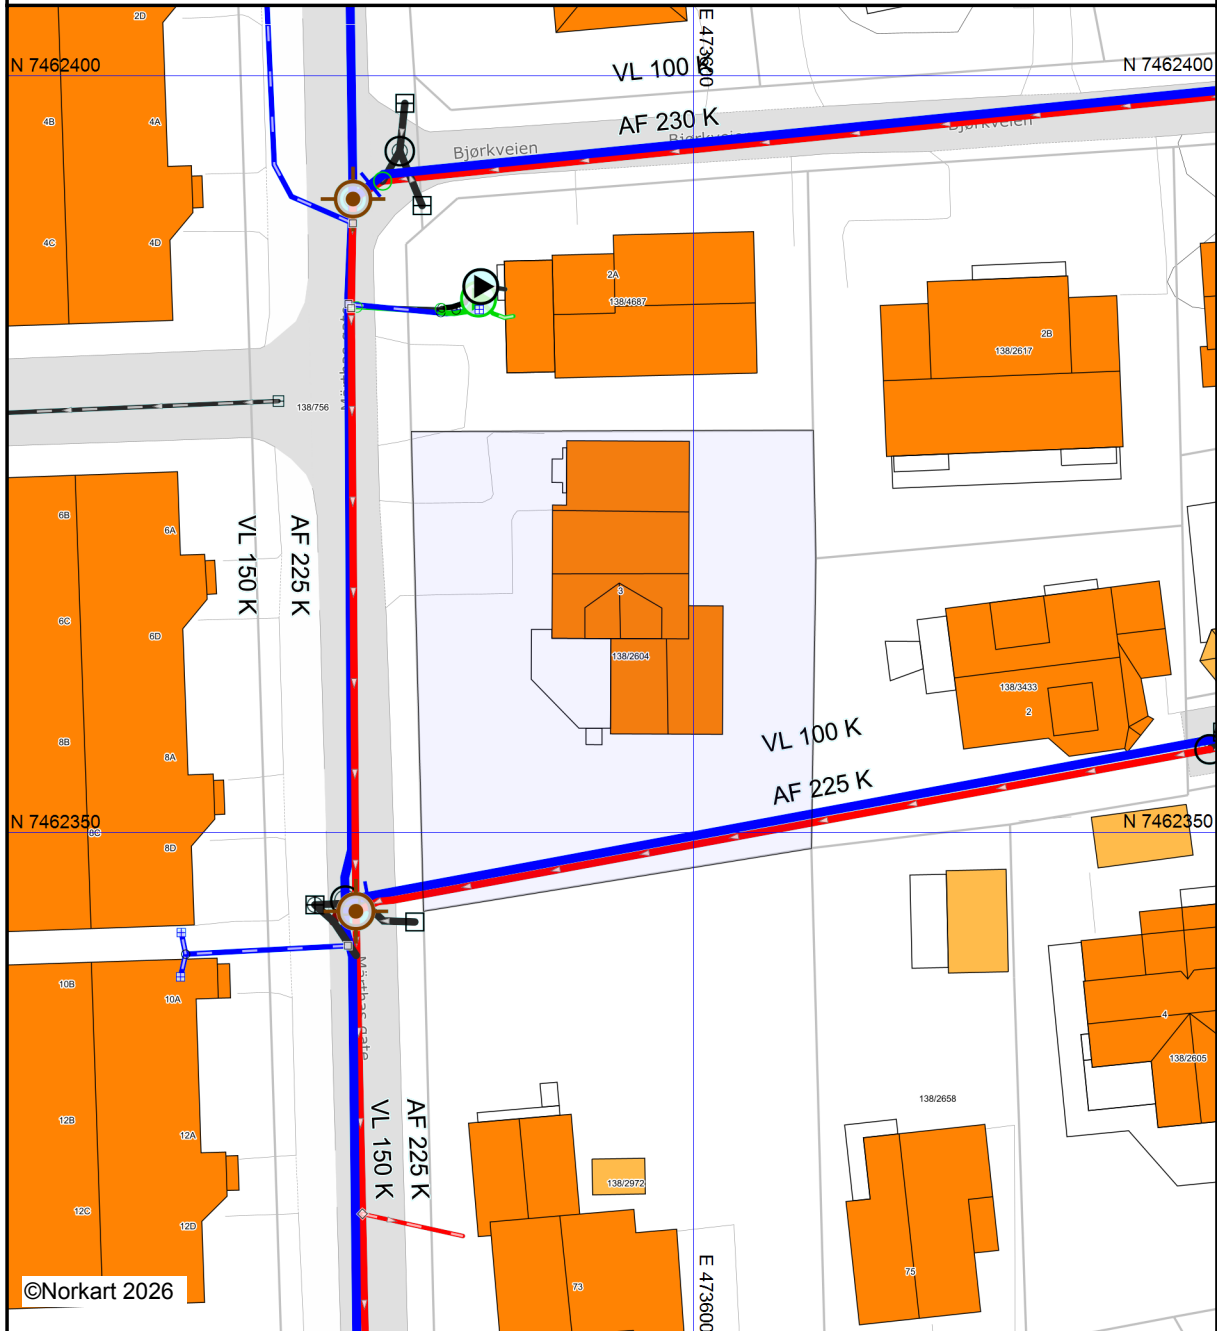 2D
N 7462400
E 473600
VL 100 K
N 7462400
4B
4A
AF 230 K
Bjørkveien
Bjørkveien
Bjørkveien
4C
4D
2A
138/4687
2B
138/2617
138/756
6B
6A
VL 150 K
AF 225 K
3
6C
6D
138/2604
138/3433
2
8B
8A
VL 100 K
AF 225 K
N 7462350
8C
8D
N 7462350
10B
10A
Märthas gate
4
138/2605
138/2658
12B
12A
VL 150 K
AF 225 K
138/2972
12C
12D
75
73
E 473600
©Norkart 2026